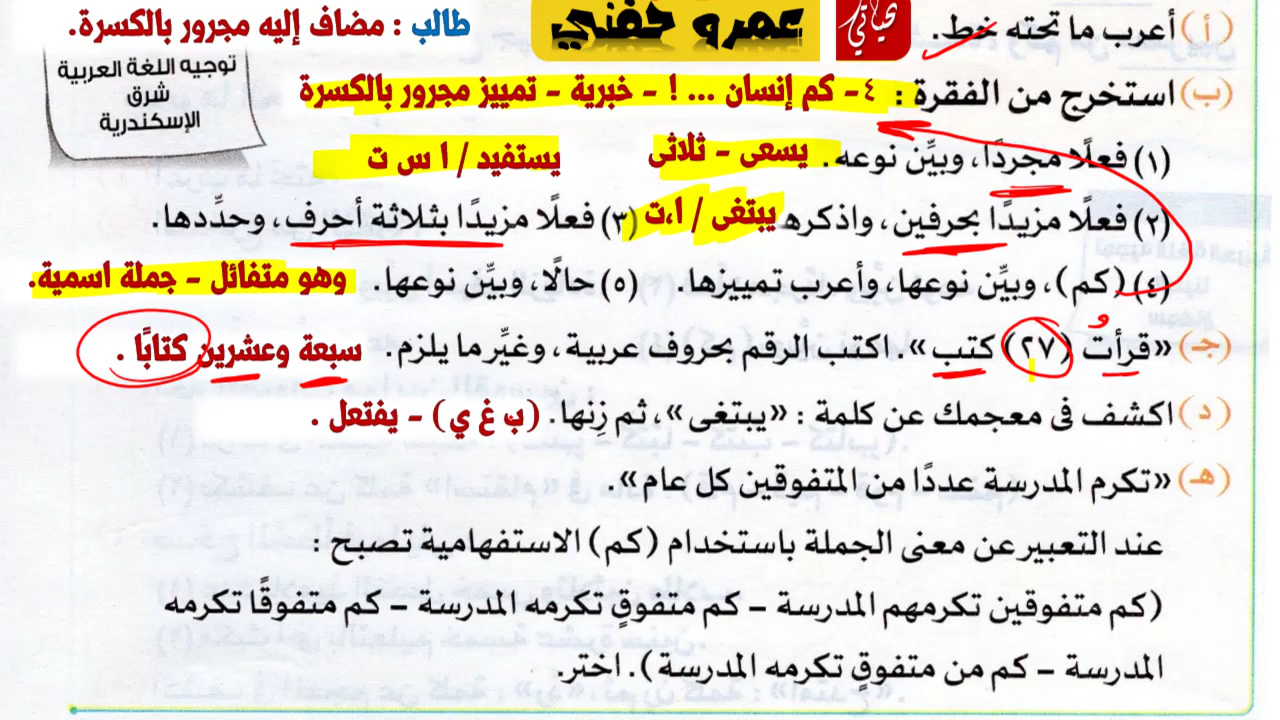 (أ) أعرب ما تحته خط.
تحياتي
عمرو حفني
طالب : مضاف إليه مجرور بالكسرة.
توجيه اللغة العربية
شرق
الإسكندرية
(ب) استخرج من الفقرة : ٤- كم إنسان ... ! - خبرية - تمييز مجرور بالكسرة
(١) فعلًا مجردًا، وبيِّن نوعه. يسعى - ثلاثى يستفيد / ا س ت
(٢) فعلًا مزيدًا بحرفين، واذكرها يبتغى / ا،ت (٣) فعلًا مزيدًا بثلاثة أحرف، وحدِّدها.
(٤) (كم)، وبيِّن نوعها، وأعرب تمييزها. (٥) حالًا، وبيِّن نوعها. وهو متفائل - جملة اسمية.
(جـ) «قرأتُ (٢٧) كتب». اكتب الرقم بحروف عربية، وغيِّر ما يلزم. سبعة وعشرين كتابًا .
(د) اكشف فى معجمك عن كلمة : «يبتغى»، ثم زِنها. (ب غ ي) - يفتعل .
(هـ) «تكرم المدرسة عددًا من المتفوقين كل عام».
عند التعبير عن معنى الجملة باستخدام (كم) الاستفهامية تصبح :
(كم متفوقين تكرمهم المدرسة - كم متفوقٍ تكرمه المدرسة - كم متفوقًا تكرمه
المدرسة - كم من متفوقٍ تكرمه المدرسة). اختر.